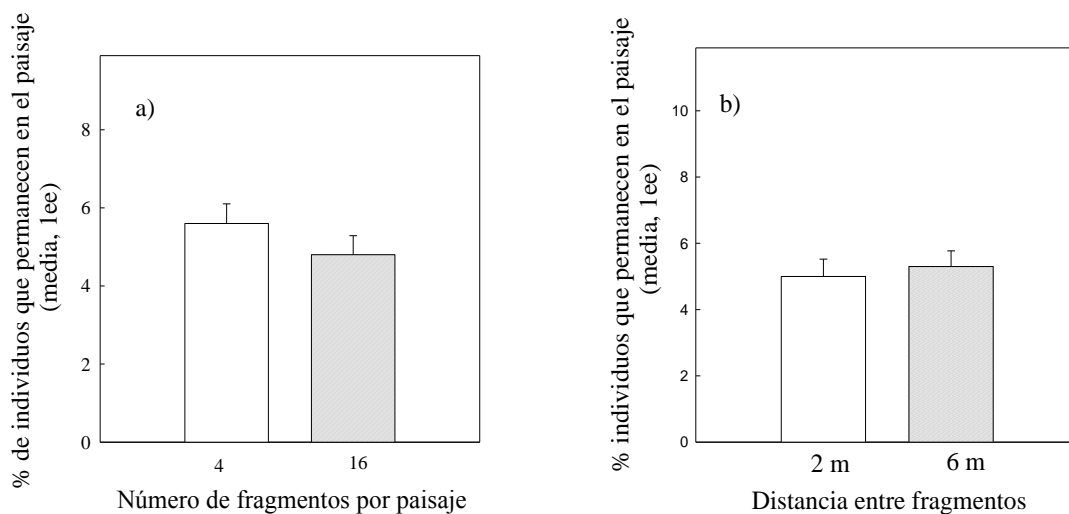 % de individuos que permanecen en el paisaje
(media, 1ee)
a)
8
6
4
2
0
4
16
Número de fragmentos por paisaje
% individuos que permanecen en el paisaje
(media, 1ee)
b)
10
8
6
4
2
0
2 m
6 m
Distancia entre fragmentos